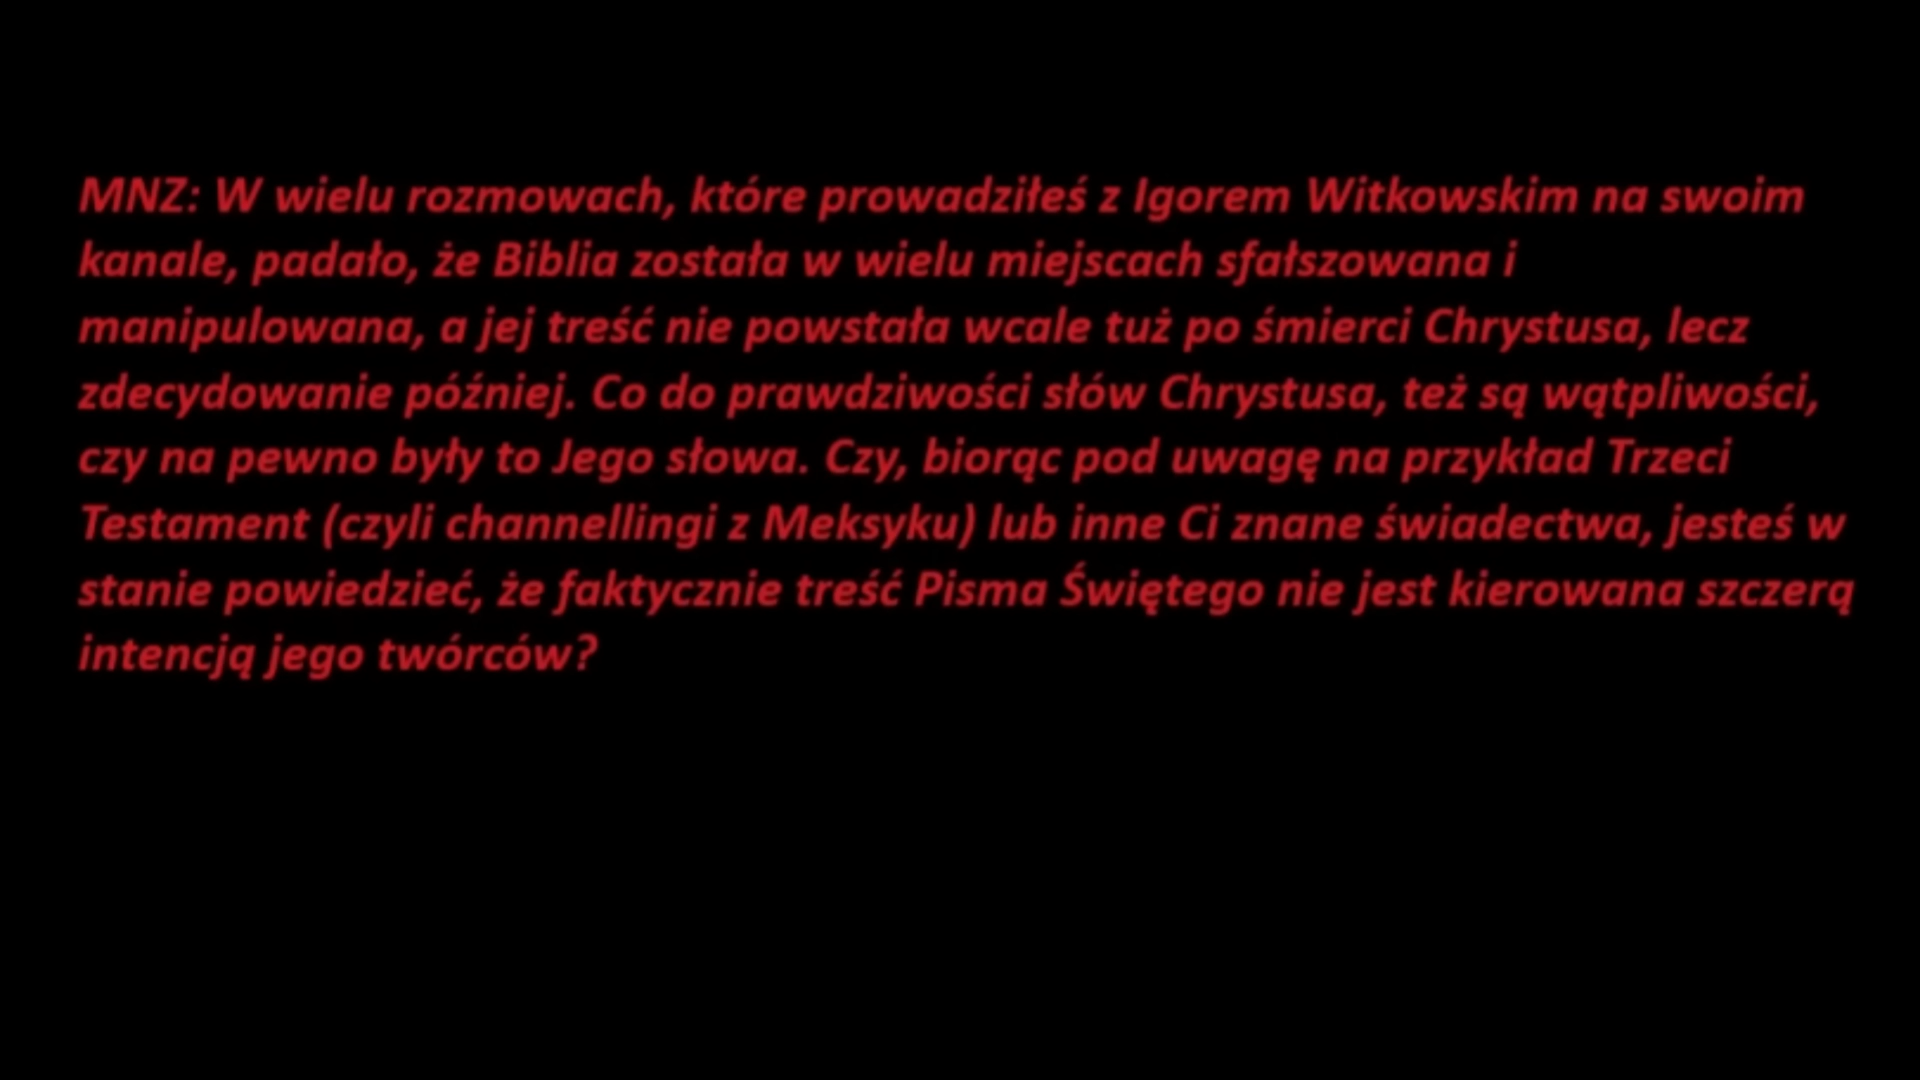 MNZ: W wielu rozmowach, które prowadziłeś z Igorem Witkowskim na swoim
kanale, padało, że Biblia została w wielu miejscach sfałszowana i
manipulowana, a jej treść nie powstała wcale tuż po śmierci Chrystusa, lecz
zdecydowanie później. Co do prawdziwości słów Chrystusa, też są wątpliwości,
czy na pewno były to Jego słowa. Czy, biorąc pod uwagę na przykład Trzeci
Testament (czyli channellingi z Meksyku) lub inne Ci znane świadectwa, jesteś w
stanie powiedzieć, że faktycznie treść Pisma Świętego nie jest kierowana szczerą
intencją jego twórców?